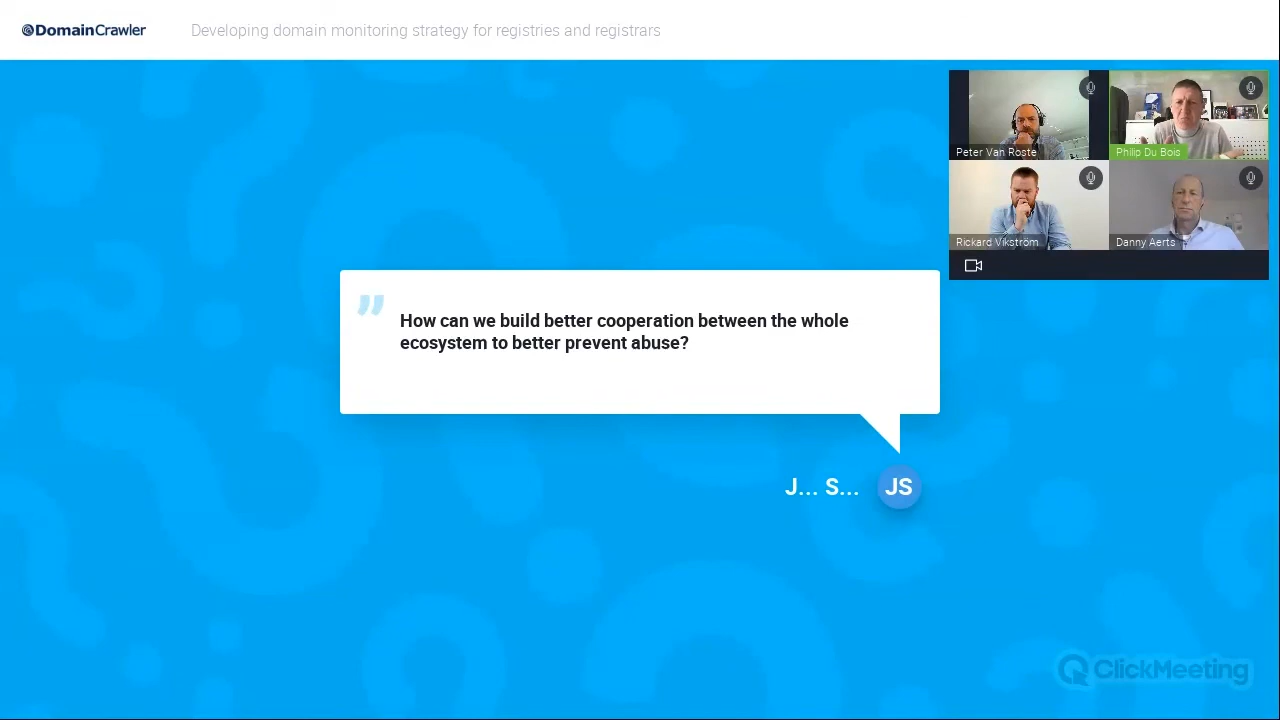 DomainCrawler
Developing domain monitoring strategy for registries and registrars
Peter Van Roste
Philip Du Bois
Rickard Vikström
Danny Aerts
How can we build better cooperation between the whole
ecosystem to better prevent abuse?
J... S...
JS
ClickMeeting